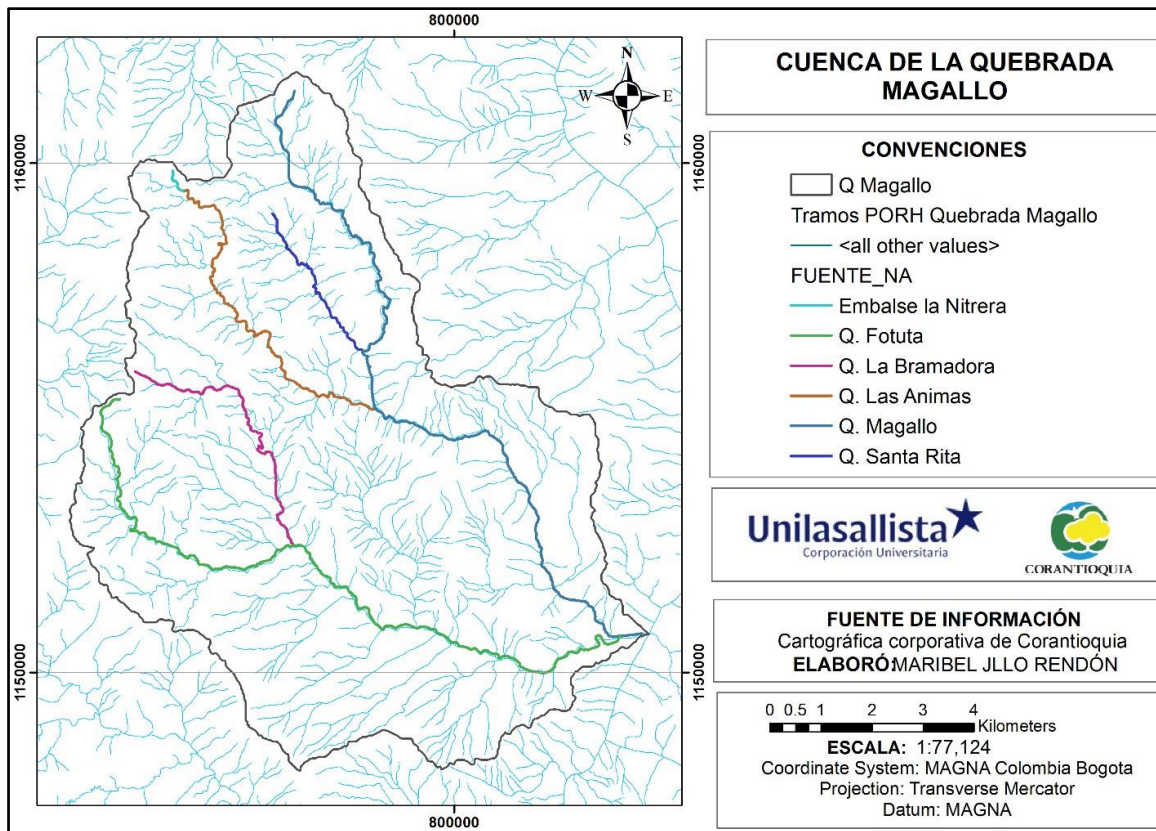 800000
N
W E
S
1160000
1160000
1150000
1150000
800000
CUENCA DE LA QUEBRADA
MAGALLO
CONVENCIONES
Q Magallo
Tramos PORH Quebrada Magallo
<all other values>
FUENTE_NA
Embalse la Nitrera
Q. Fotuta
Q. La Bramadora
Q. Las Animas
Q. Magallo
Q. Santa Rita
Unilasallista
Corporación Universitaria
CORANTIOQUIA
FUENTE DE INFORMACIÓN
Cartográfica corporativa de Corantioquia
ELABORÓ:MARIBEL JLLO RENDÓN
0 0.5 1 2 3 4
Kilometers
ESCALA: 1:77,124
Coordinate System: MAGNA Colombia Bogota
Projection: Transverse Mercator
Datum: MAGNA